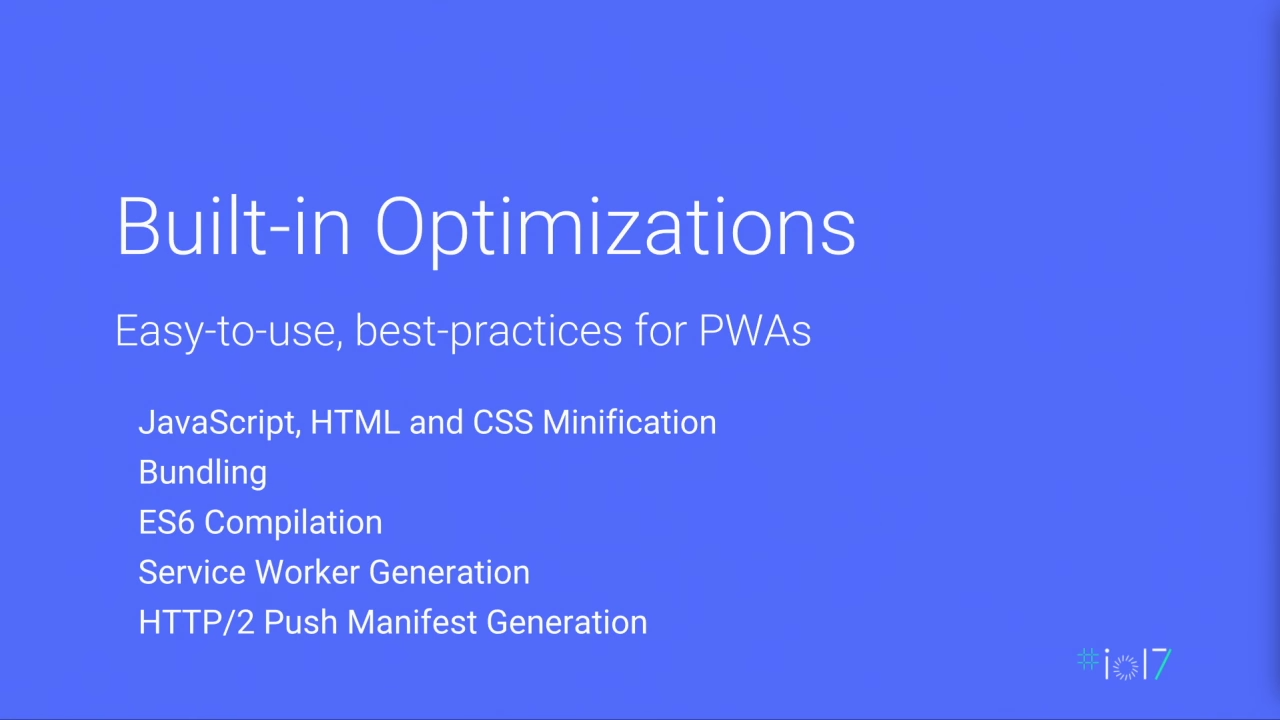 Built-in Optimizations
Easy-to-use, best-practices for PWAs
JavaScript, HTML and CSS Minification
Bundling
ES6 Compilation
Service Worker Generation
HTTP/2 Push Manifest Generation
#io17